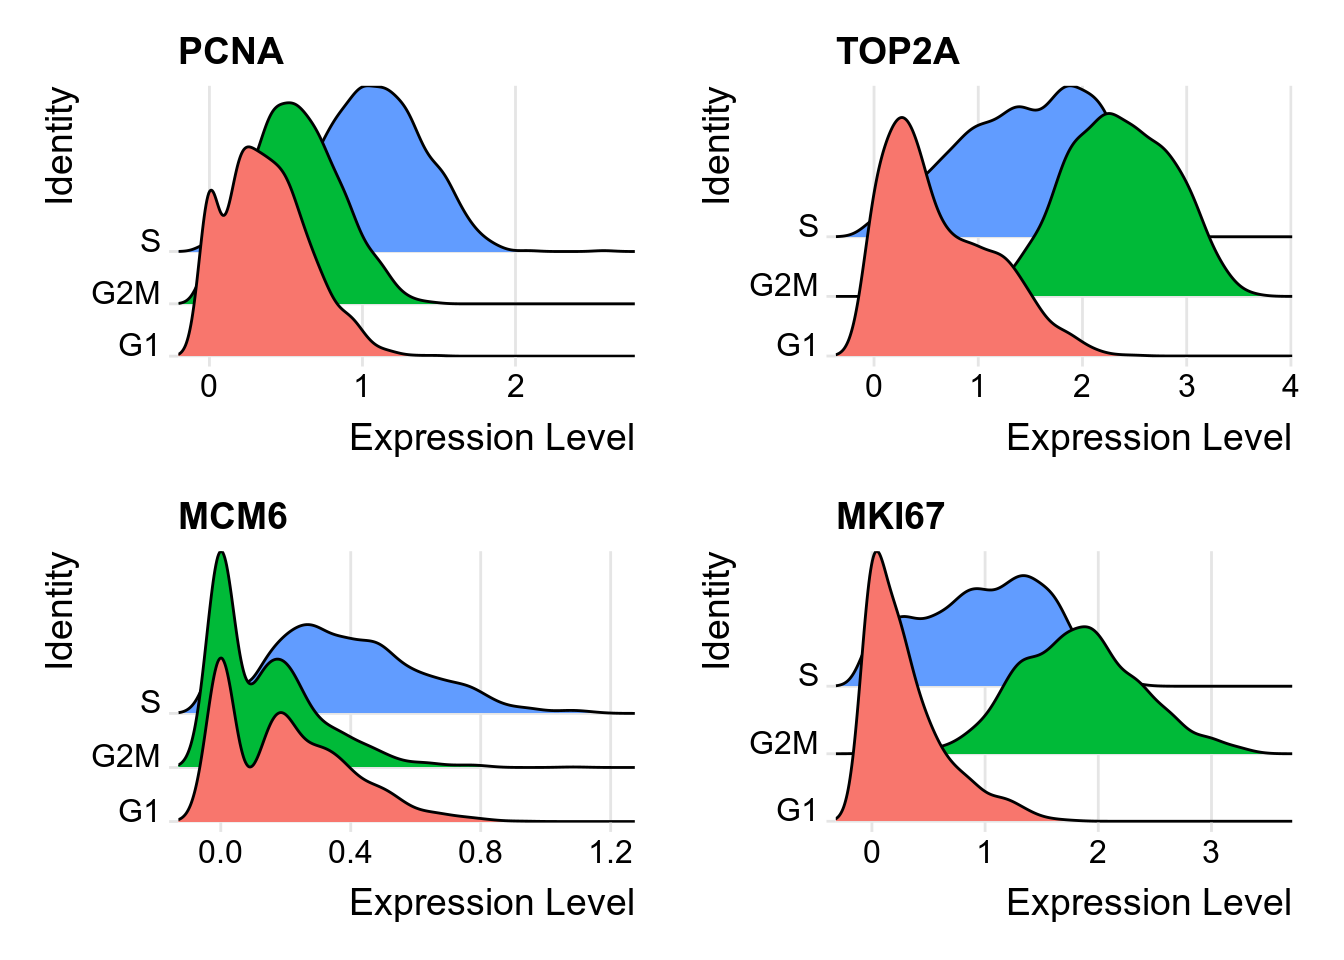 PCNA
Identity
S
G2M
G1
0 1 2
Expression Level
TOP2A
Identity
S
G2M
G1
0 1 2 3 4
Expression Level
MCM6
Identity
S
G2M
G1
0.0 0.4 0.8 1.2
Expression Level
MKI67
Identity
S
G2M
G1
0 1 2 3
Expression Level